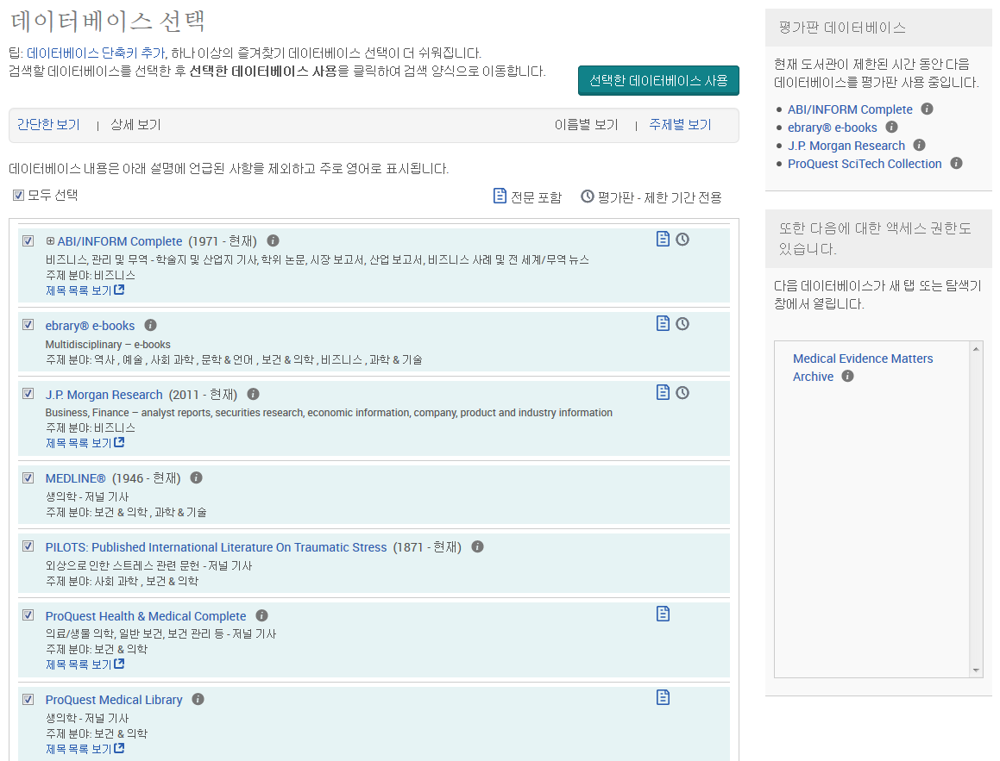 데이터베이스 선택
팁: 데이터베이스 단축키 추가, 하나 이상의 즐겨찾기 데이터베이스 선택이 더 쉬워집니다.
검색할 데이터베이스를 선택한 후 선택한 데이터베이스 사용을 클릭하여 검색 양식으로 이동합니다.
선택한 데이터베이스 사용
간단한 보기 | 상세 보기
이름별 보기 | 주제별 보기
데이터베이스 내용은 아래 설명에 언급된 사항을 제외하고 주로 영어로 표시됩니다.
모두 선택
전문 포함 평가판 - 제한 기간 전용
ABI/INFORM Complete (1971 - 현재)
비즈니스, 관리 및 무역 - 학술지 및 산업지 기사, 학위 논문, 시장 보고서, 산업 보고서, 비즈니스 사례 및 전 세계/무역 뉴스
주제 분야: 비즈니스
제목 목록 보기
ebrary® e-books
Multidisciplinary – e-books
주제 분야: 역사 , 예술 , 사회 과학 , 문학 & 언어 , 보건 & 의학 , 비즈니스 , 과학 & 기술
J.P. Morgan Research (2011 - 현재)
Business, Finance – analyst reports, securities research, economic information, company, product and industry information
주제 분야: 비즈니스
제목 목록 보기
MEDLINE® (1946 - 현재)
생의학 - 저널 기사
주제 분야: 보건 & 의학 , 과학 & 기술
PILOTS: Published International Literature On Traumatic Stress (1871 - 현재)
외상으로 인한 스트레스 관련 문헌 - 저널 기사
주제 분야: 사회 과학 , 보건 & 의학
ProQuest Health & Medical Complete
의료/생물 의학, 일반 보건, 보건 관리 등 - 저널 기사
주제 분야: 보건 & 의학
제목 목록 보기
ProQuest Medical Library
생의학 - 저널 기사
주제 분야: 보건 & 의학
제목 목록 보기
평가판 데이터베이스
현재 도서관이 제한된 시간 동안 다음
데이터베이스를 평가판 사용 중입니다.
ABI/INFORM Complete
ebrary® e-books
J.P. Morgan Research
ProQuest SciTech Collection
또한 다음에 대한 액세스 권한도
있습니다.
다음 데이터베이스가 새 탭 또는 탐색기
창에서 열립니다.
Medical Evidence Matters
Archive